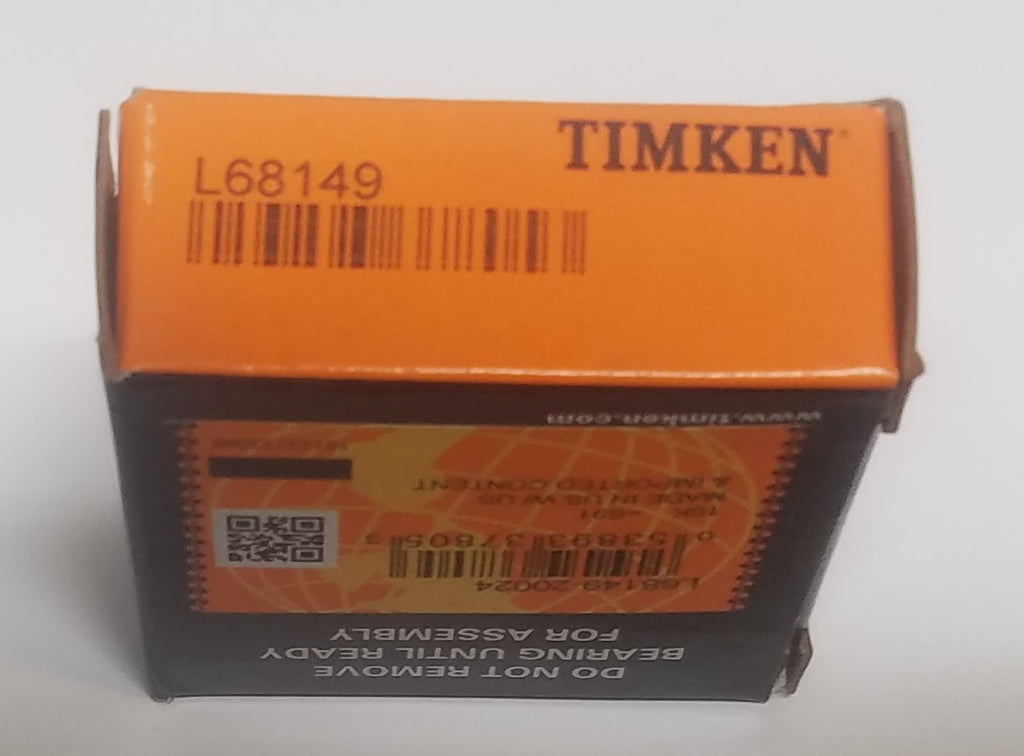 TIMKEN
L68149
DO NOT REMOVE
BEARING UNTIL READY
FOR ASSEMBLY
L68149 20024
0 53893 37805 3
MADE IN US W/ US
& IMPORTED CONTENT
www.timken.com